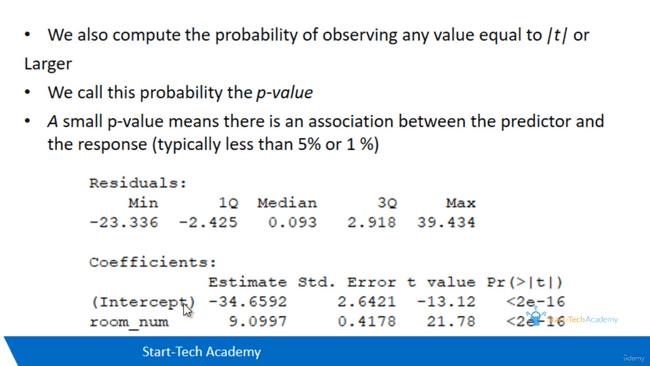 • We also compute the probability of observing any value equal to |t| or
Larger
• We call this probability the p-value
• A small p-value means there is an association between the predictor and
the response (typically less than 5% or 1 %)
Residuals:
Min 1Q Median 3Q Max
-23.336 -2.425 0.093 2.918 39.434
Coefficients:
Estimate Std. Error t value Pr(>|t|)
(Intercept) -34.6592 2.6421 -13.12 <2e-16
room_num 9.0997 0.4178 21.78 <2e-16
Start-Tech Academy
Start-Tech Academy
ûdemy